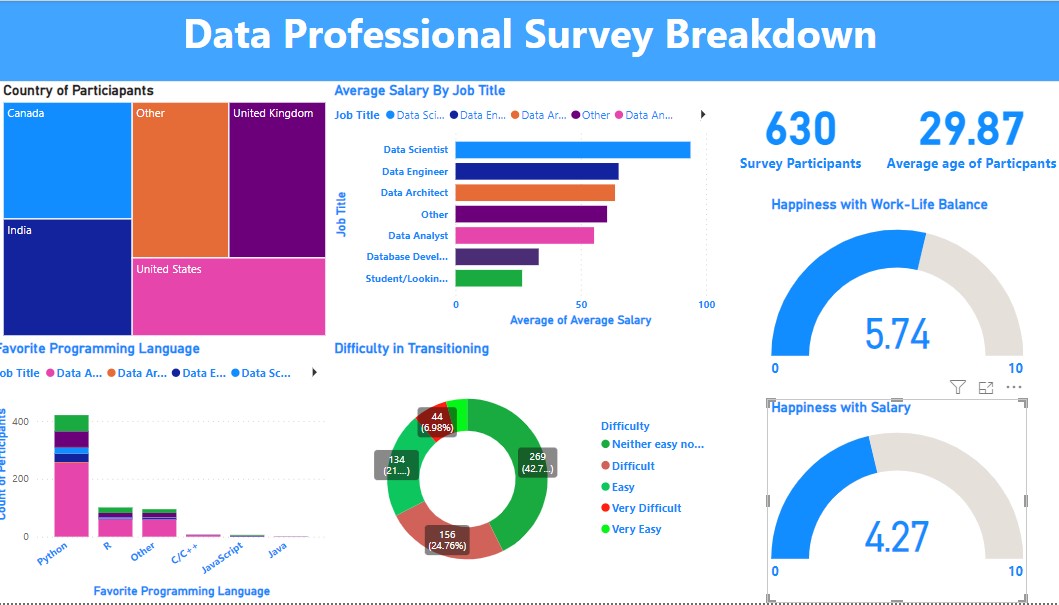 Data Professional Survey Breakdown
Country of Particiapants
Canada
Other
United Kingdom
India
United States
Average Salary By Job Title
Job Title Data Sci... Data En... Data Ar... Other Data An...
Job Title
Data Scientist
Data Engineer
Data Architect
Other
Data Analyst
Database Devel...
Student/Lookin...
0 50 100
Average of Average Salary
630
Survey Participants
29.87
Average age of Particpants
Happiness with Work-Life Balance
5.74
0 10
Favorite Programming Language
ob Title Data A... Data Ar... Data E... Data Sc...
Count of Participants
400
200
0
Python R Other C/C++ JavaScript Java
Favorite Programming Language
Difficulty in Transitioning
44
(6.98%)
134
(21....)
269
(42.7...)
156
(24.76%)
Difficulty
Neither easy no...
Difficult
Easy
Very Difficult
Very Easy
Happiness with Salary
4.27
0 10